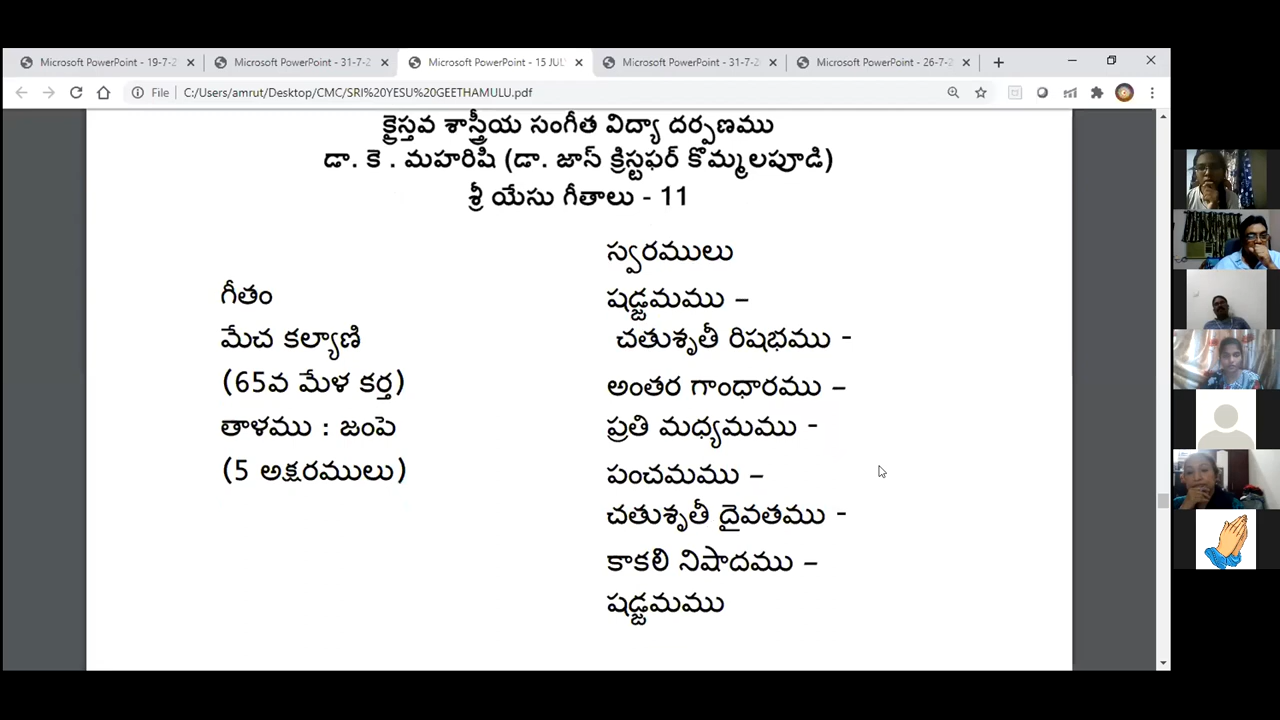 Microsoft PowerPoint - 19-7-2
Microsoft PowerPoint - 31-7-2
Microsoft PowerPoint - 15 JUL
Microsoft PowerPoint - 31-7-2
Microsoft PowerPoint - 26-7-2
File
C:/Users/amrut/Desktop/CMC/SRI%20YESU%20GEETHAMULU.pdf
క్రైస్తవ శాస్త్రీయ సంగీత విద్యా దర్పణము
డా. కె . మహరిషి (డా. జాస్ క్రిస్టఫర్ కొమ్మలపూడి)
శ్రీ యేసు గీతాలు - 11
గీతం
మేచ కల్యాణి
(65వ మేళ కర్త)
తాళము : జంపె
(5 అక్షరములు)
స్వరములు
షడ్జమము –
చతుశృతీ రిషభము -
అంతర గాంధారము –
ప్రతి మధ్యమము -
పంచమము –
చతుశృతీ దైవతము -
కాకలి నిషాదము –
షడ్జమము